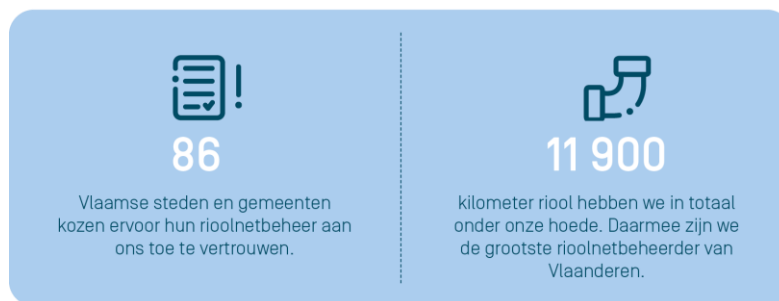 86
Vlaamse steden en gemeenten
kozen ervoor hun rioolnetbeheer aan
ons toe te vertrouwen.
11 900
kilometer riool hebben we in totaal
onder onze hoede. Daarmee zijn we
de grootste rioolnetbeheerder van
Vlaanderen.